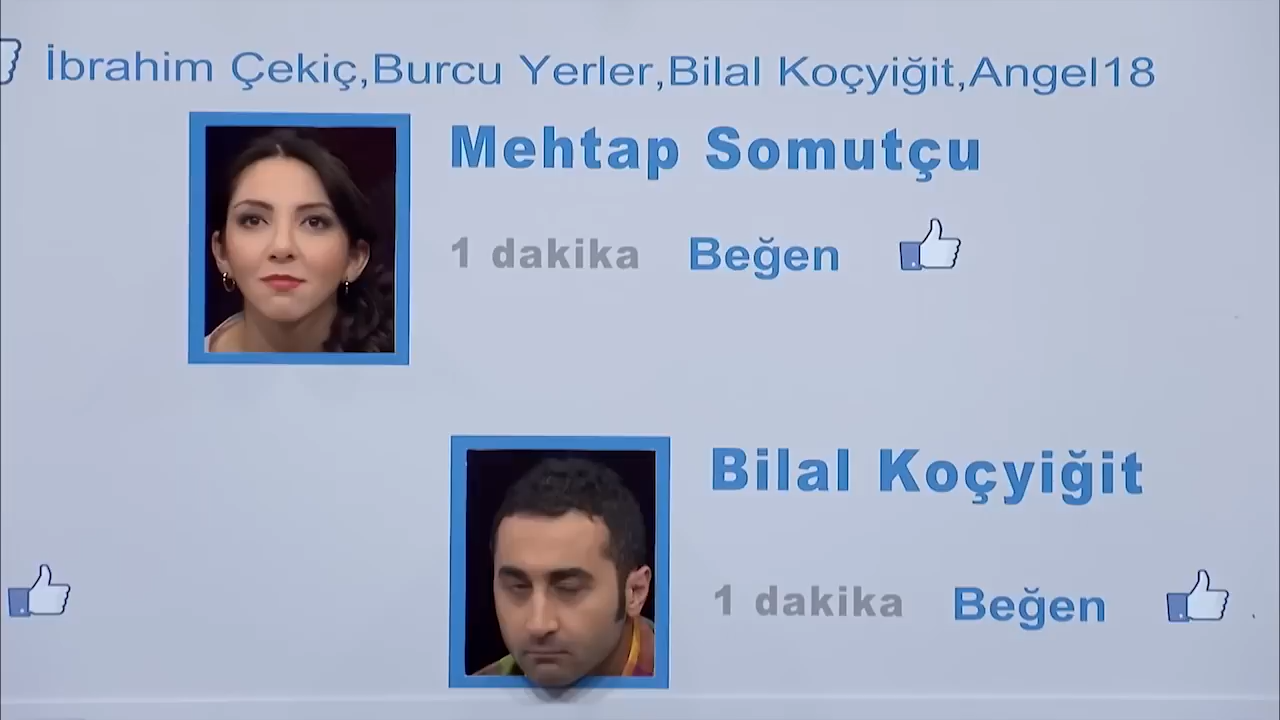 İbrahim Çekiç,Burcu Yerler,Bilal Koçyiğit,Angel18
Mehtap Somutçu
1 dakika Beğen
Bilal Koçyiğit
1 dakika Beğen